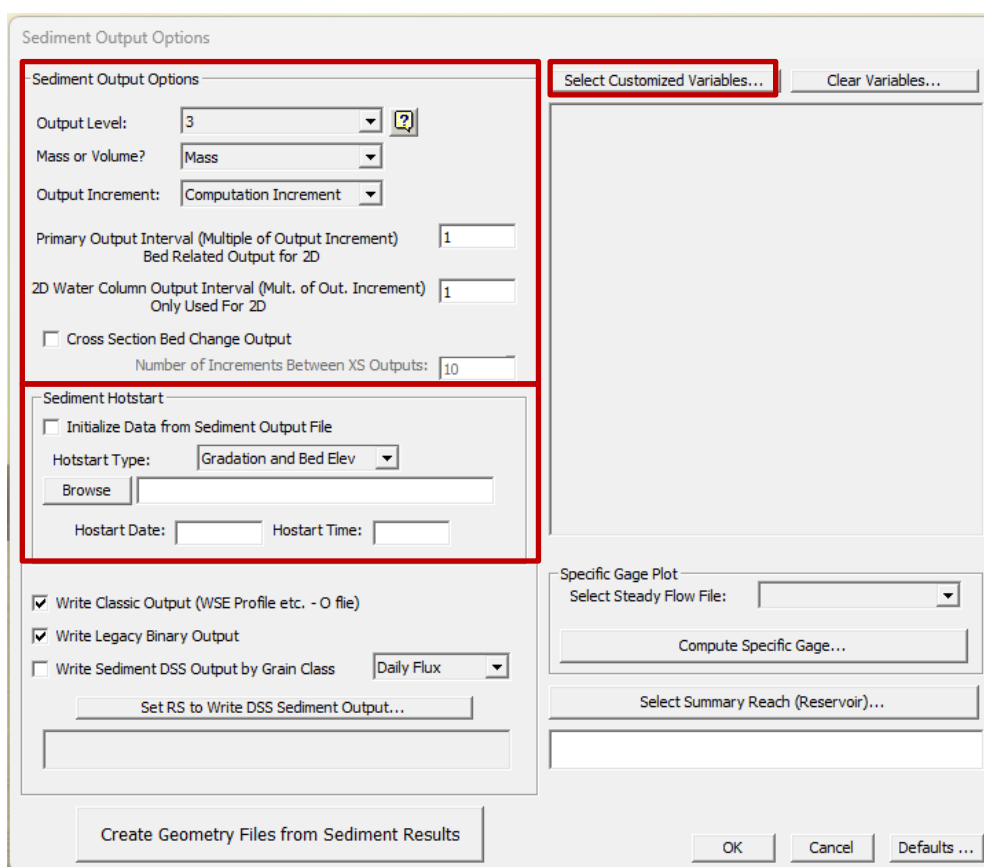 Sediment Output Options
Sediment Output Options
Output Level: 3
Mass or Volume? Mass
Output Increment: Computation Increment
Primary Output Interval (Multiple of Output Increment) 1
Bed Related Output for 2D
2D Water Column Output Interval (Mult. of Out. Increment) 1
Only Used For 2D
Cross Section Bed Change Output
Number of Increments Between XS Outputs: 10
Sediment Hotstart
Initialize Data from Sediment Output File
Hotstart Type: Gradation and Bed Elev
Browse
Hostart Date: Hostart Time:
Write Classic Output (WSE Profile etc. - O flie)
Write Legacy Binary Output
Write Sediment DSS Output by Grain Class Daily Flux
Set RS to Write DSS Sediment Output...
Create Geometry Files from Sediment Results
Select Customized Variables... Clear Variables...
Specific Gage Plot
Select Steady Flow File:
Compute Specific Gage...
Select Summary Reach (Reservoir)...
OK Cancel Defaults ...